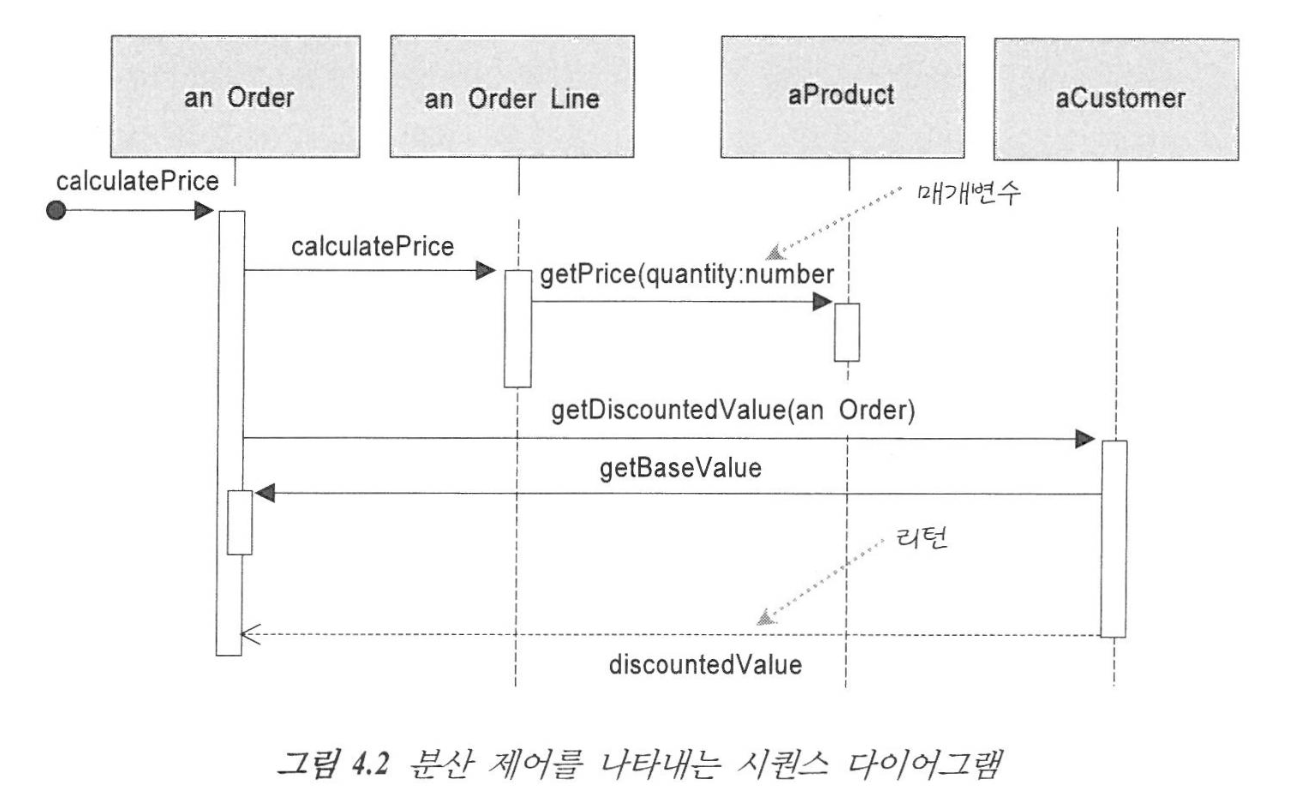 an Order
an Order Line
aProduct
aCustomer
calculatePrice
매개변수
calculatePrice
getPrice(quantity:number
getDiscountedValue(an Order)
getBaseValue
리턴
discountedValue
그림 4.2 분산 제어를 나타내는 시퀀스 다이어그램